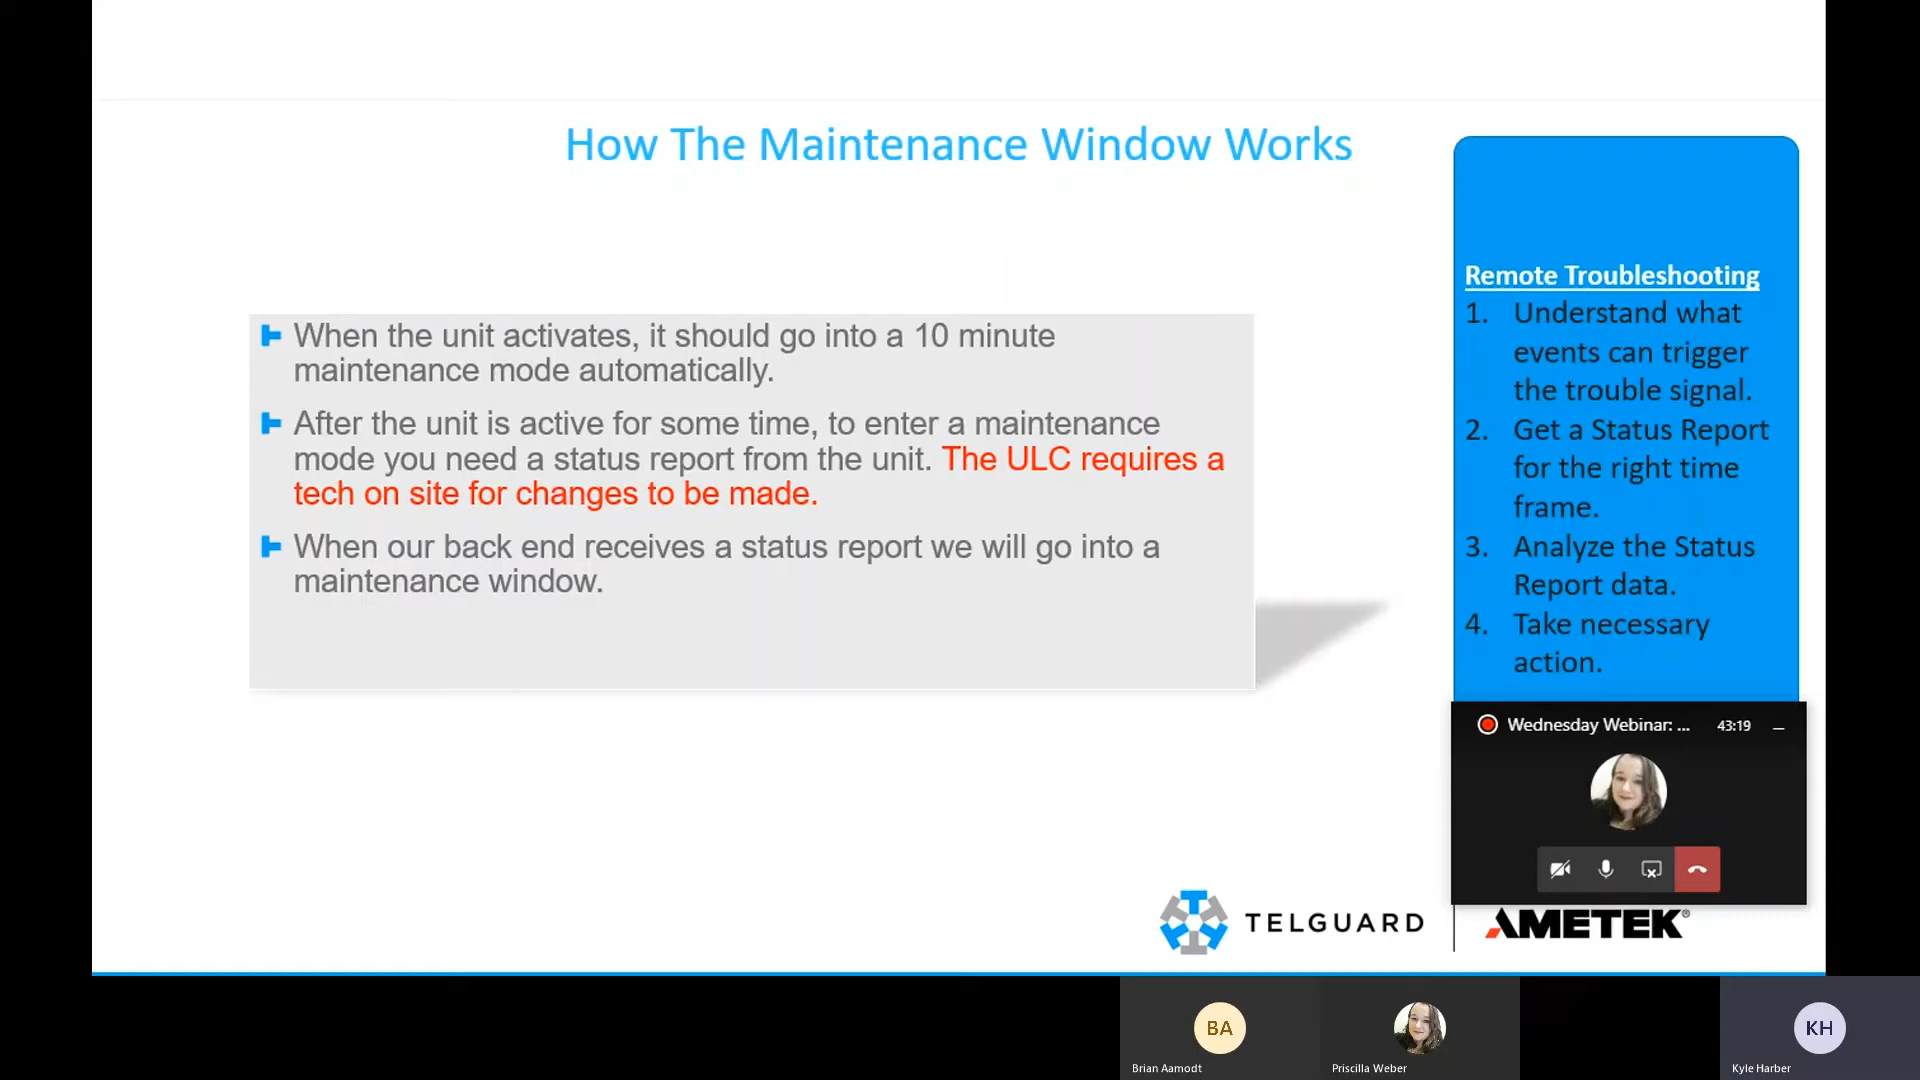 How The Maintenance Window Works
When the unit activates, it should go into a 10 minute
maintenance mode automatically.
After the unit is active for some time, to enter a maintenance
mode you need a status report from the unit. The ULC requires a
tech on site for changes to be made.
When our back end receives a status report we will go into a
maintenance window.
Remote Troubleshooting
1. Understand what
events can trigger
the trouble signal.
2. Get a Status Report
for the right time
frame.
3. Analyze the Status
Report data.
4. Take necessary
action.
Wednesday Webinar: ... 43:19
TELGUARD
AMETEK®
BA
Brian Aamodt
Priscilla Weber
KH
Kyle Harber